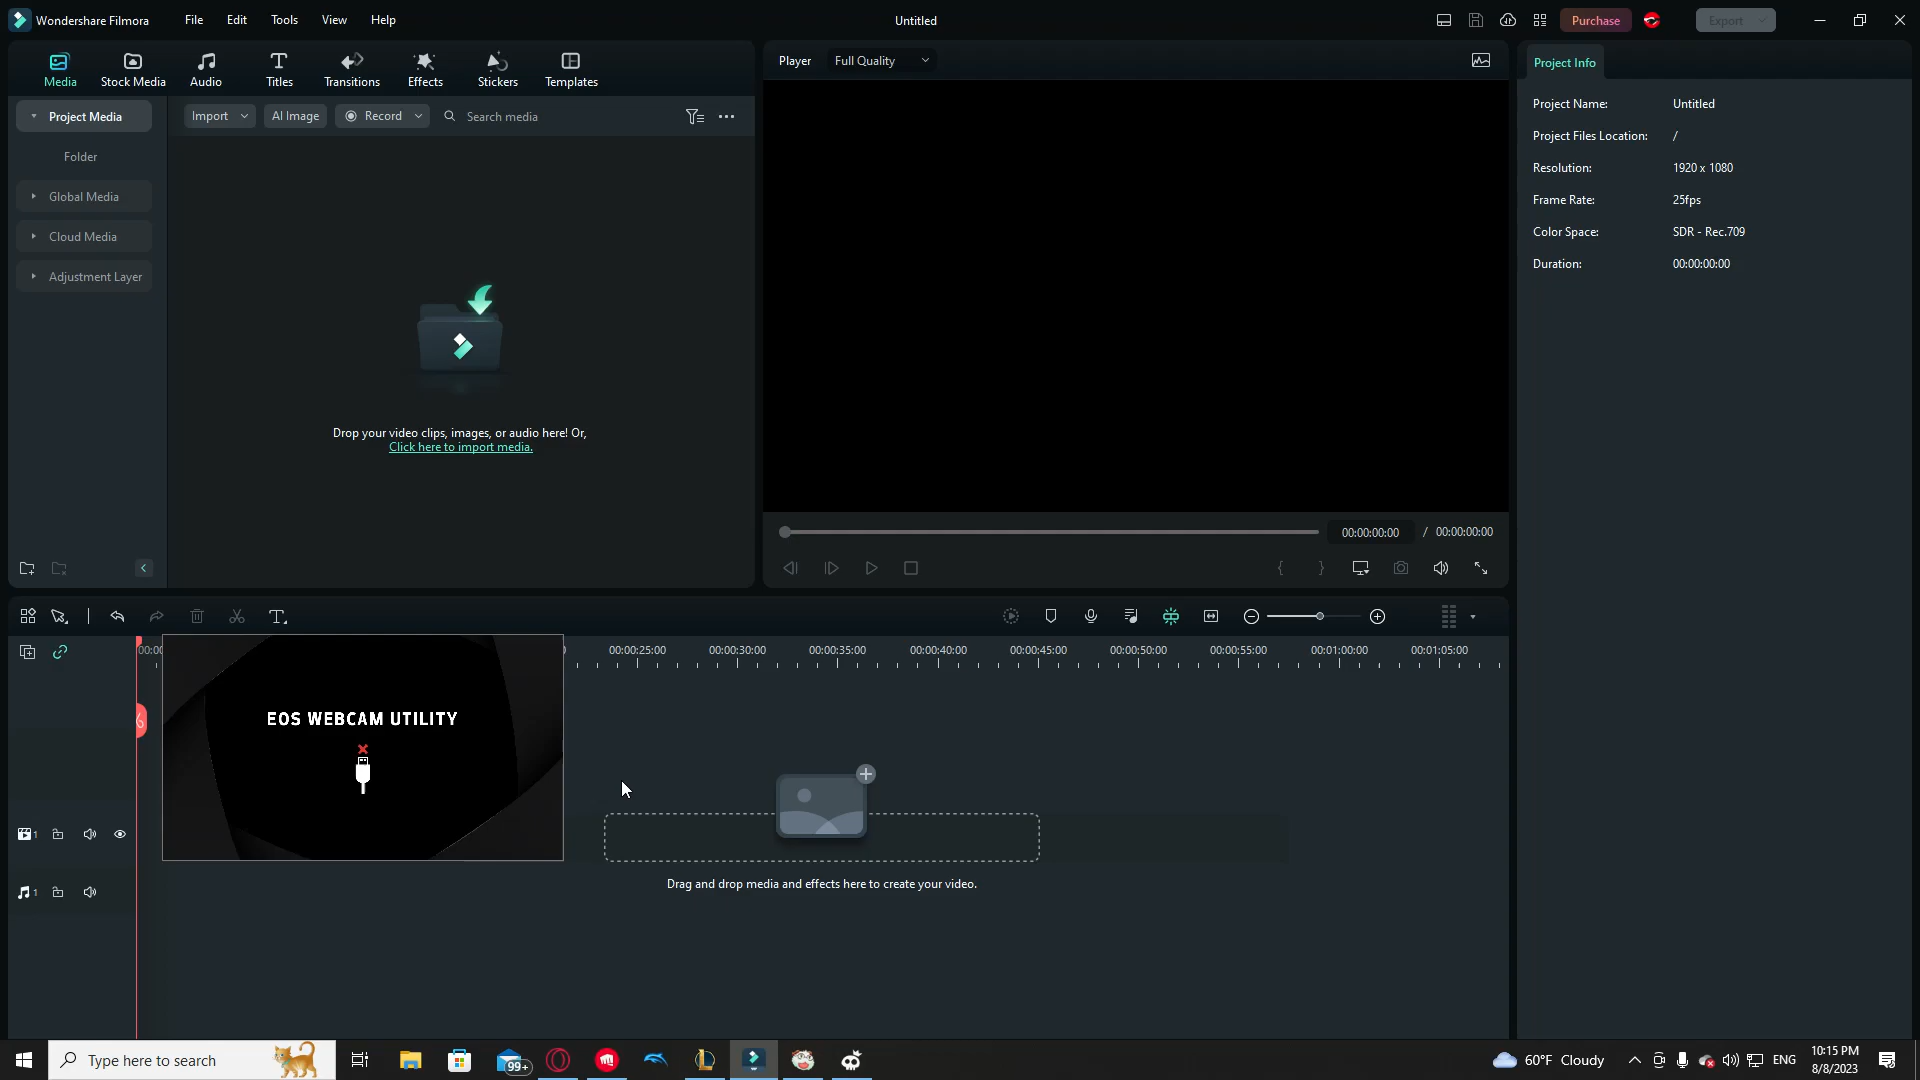 Wondershare Filmora File Edit Tools View Help Untitled Purchase Export
Media Stock Media Audio Titles Transitions Effects Stickers Templates
Player Full Quality
Project Info
Project Media
Import AI Image Record Search media
Folder
Global Media
Cloud Media
Adjustment Layer
Drop your video clips, images, or audio here! Or,
Click here to import media.
00:00:00:00 / 00:00:00:00
Project Name: Untitled
Project Files Location: /
Resolution: 1920 x 1080
Frame Rate: 25fps
Color Space: SDR - Rec.709
Duration: 00:00:00:00
00:00:25:00 00:00:30:00 00:00:35:00 00:00:40:00 00:00:45:00 00:00:50:00 00:00:55:00 00:01:00:00 00:01:05:00
EOS WEBCAM UTILITY
1
1
Drag and drop media and effects here to create your video.
Type here to search
99+
60°F Cloudy
ENG
10:15 PM
8/8/2023